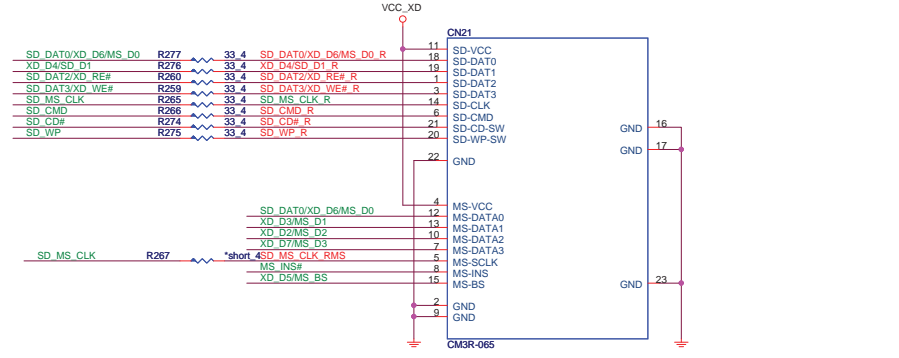 VCC_XD
CN21
11 SD-VCC
SD_DAT0/XD_D6/MS_D0 R277 33_4 SD_DAT0/XD_D6/MS_D0_R 18 SD-DAT0
XD_D4/SD_D1 R276 33_4 XD_D4/SD_D1_R 19 SD-DAT1
SD_DAT2/XD_RE# R260 33_4 SD_DAT2/XD_RE#_R 1 SD-DAT2
SD_DAT3/XD_WE# R259 33_4 SD_DAT3/XD_WE#_R 3 SD-DAT3
SD_MS_CLK R265 33_4 SD_MS_CLK_R 14 SD-CLK
SD_CMD R266 33_4 SD_CMD_R 6 SD-CMD
SD_CD# R274 33_4 SD_CD#_R 21 SD-CD-SW GND 16
SD_WP R275 33_4 SD_WP_R 20 SD-WP-SW
GND 17
22 GND
4 MS-VCC
SD_DAT0/XD_D6/MS_D0 12 MS-DATA0
XD_D3/MS_D1 13 MS-DATA1
XD_D2/MS_D2 10 MS-DATA2
XD_D7/MS_D3 7 MS-DATA3
SD_MS_CLK R267 *short_4 SD_MS_CLK_RMS 5 MS-SCLK
MS_INS# 8 MS-INS
XD_D5/MS_BS 15 MS-BS GND 23
2 GND
9 GND
CM3R-065